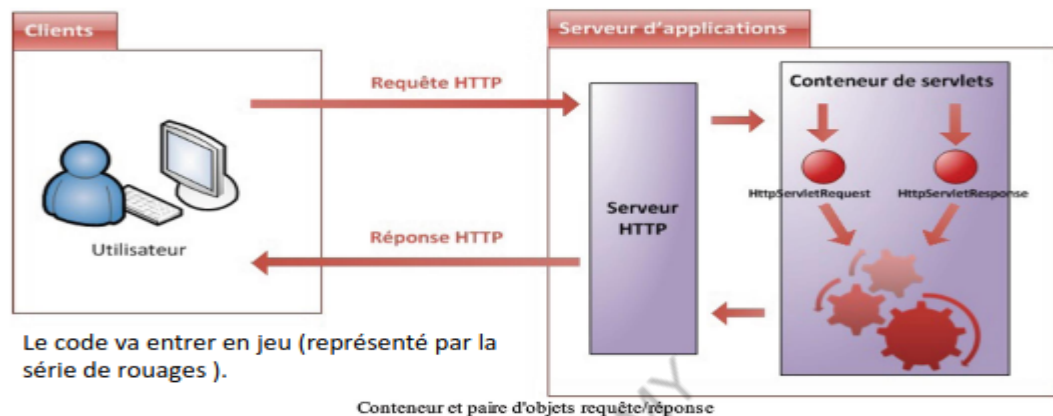 Clients
Serveur d'applications
Requête HTTP
Conteneur de servlets
HttpServletRequest
HttpServletResponse
Serveur
HTTP
Utilisateur
Réponse HTTP
Le code va entrer en jeu (représenté par la
série de rouages ).
MY
Conteneur et paire d'objets requête/réponse